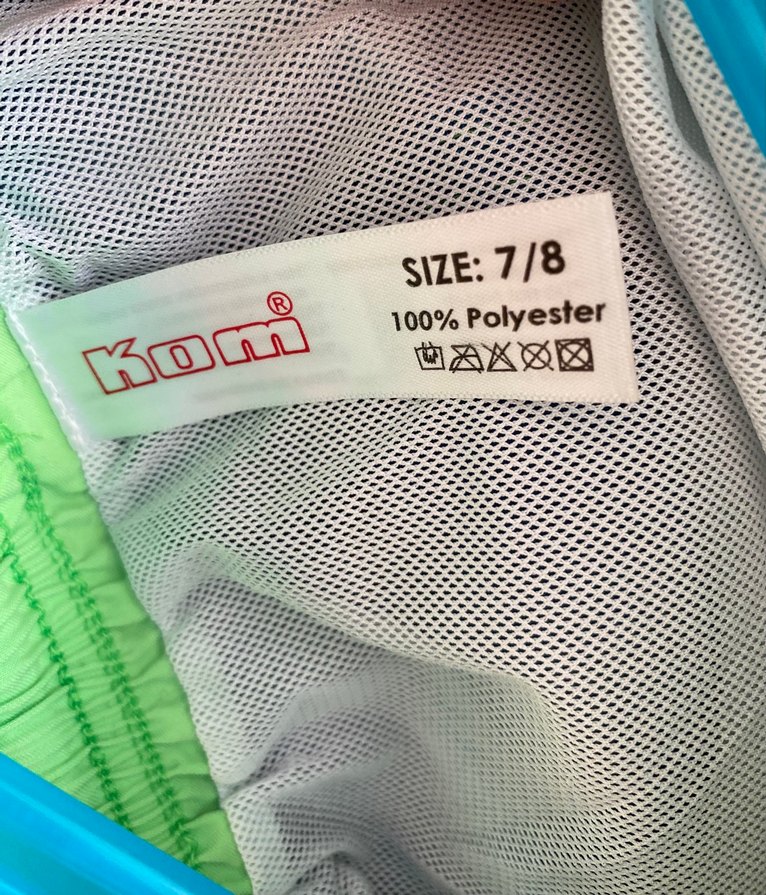 Kom®
SIZE: 7/8
100% Polyester